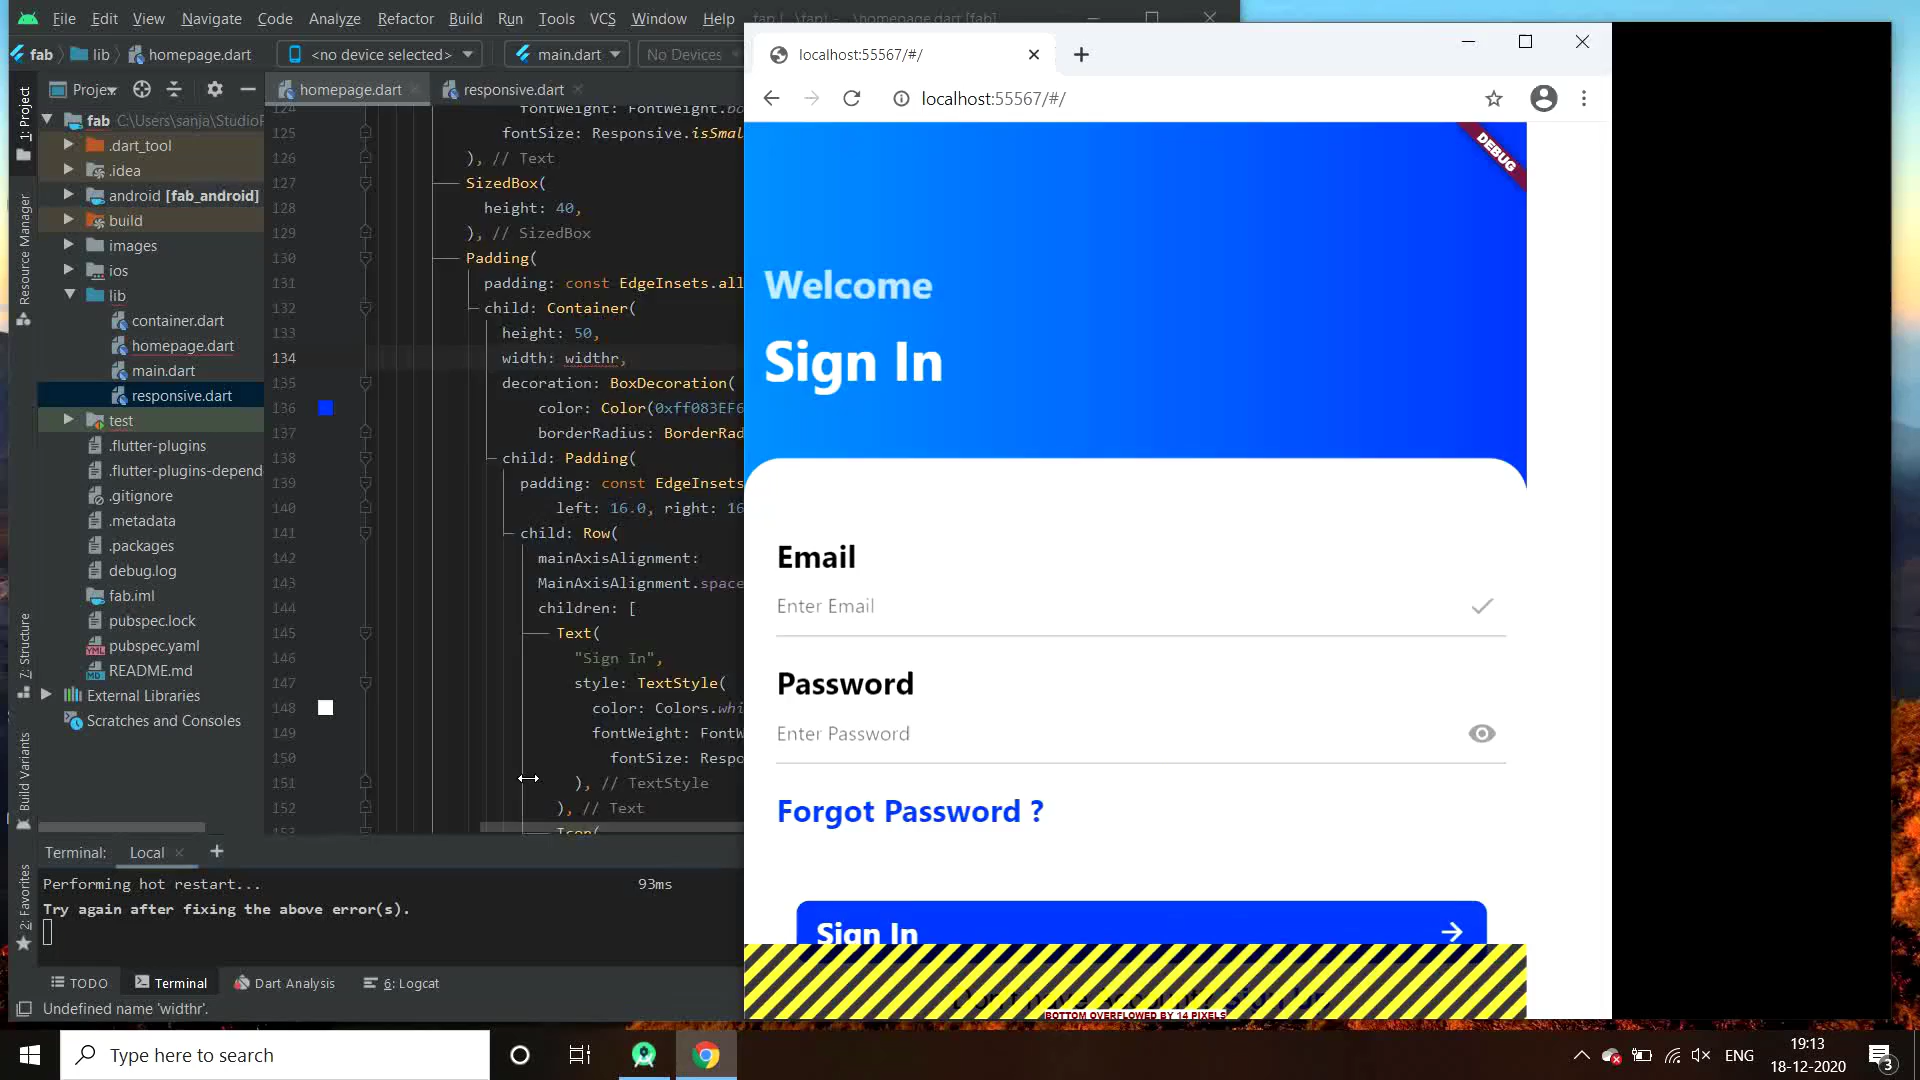 File Edit View Navigate Code Analyze Refactor Build Run Tools VCS Window Help
fab lib homepage.dart <no device selected> main.dart No Devices
1: Project
Resource Manager
7: Structure
Build Variants
2: Favorites
Project
fab C:\Users\sanja\StudioP
.dart_tool
.idea
android [fab_android]
build
images
ios
lib
container.dart
homepage.dart
main.dart
responsive.dart
test
.flutter-plugins
.flutter-plugins-depend
.gitignore
.metadata
.packages
debug.log
fab.iml
pubspec.lock
pubspec.yaml
README.md
External Libraries
Scratches and Consoles
homepage.dart responsive.dart
124 fontWeight: FontWeight.bo
125 fontSize: Responsive.isSmal
126 ), // Text
127 SizedBox(
128 height: 40,
129 ), // SizedBox
130 Padding(
131 padding: const EdgeInsets.all
132 child: Container(
133 height: 50,
134 width: widthr,
135 decoration: BoxDecoration(
136 color: Color(0xff083EF6
137 borderRadius: BorderRad
138 child: Padding(
139 padding: const EdgeInsets
140 left: 16.0, right: 16
141 child: Row(
142 mainAxisAlignment:
143 MainAxisAlignment.space
144 children: [
145 Text(
146 "Sign In",
147 style: TextStyle(
148 color: Colors.whi
149 fontWeight: FontW
150 fontSize: Respo
151 ), // TextStyle
152 ), // Text
153 Icon(
Terminal: Local
Performing hot restart... 93ms
Try again after fixing the above error(s).
TODO Terminal Dart Analysis 6: Logcat
Undefined name 'widthr'.
localhost:55567/#/
localhost:55567/#/
DEBUG
Welcome
Sign In
Email
Enter Email
Password
Enter Password
Forgot Password ?
Sign In
BOTTOM OVERFLOWED BY 14 PIXELS
Type here to search
ENG
19:13
18-12-2020
3